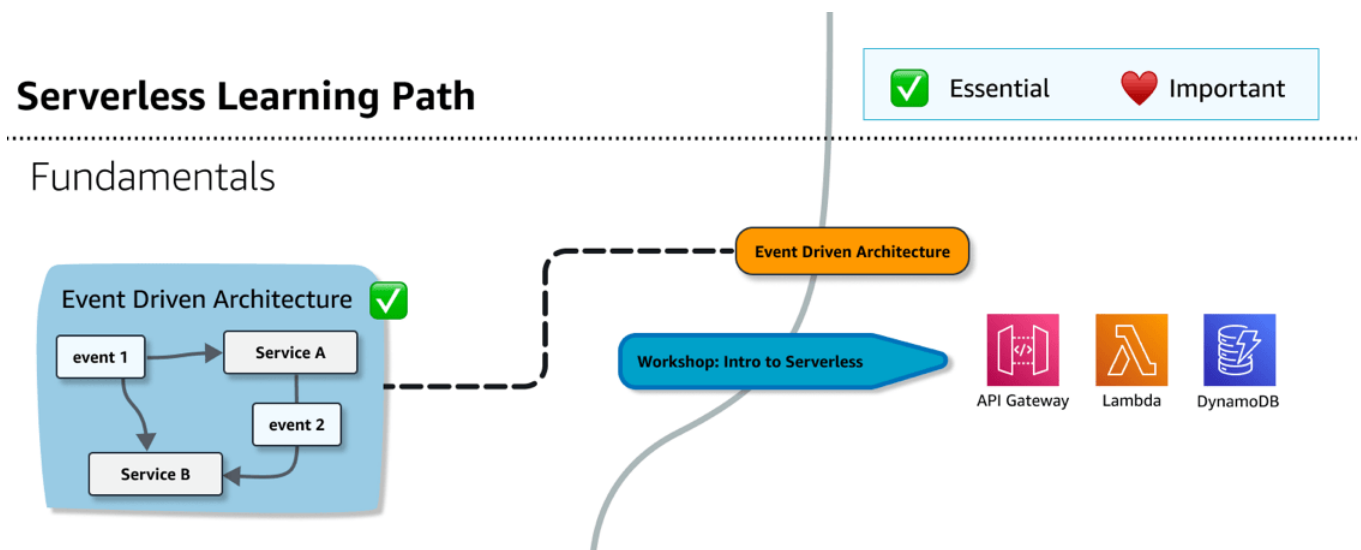 Serverless Learning Path
Essential
Important
Fundamentals
Event Driven Architecture
Event Driven Architecture
event 1
Service A
event 2
Service B
Workshop: Intro to Serverless
API Gateway
Lambda
DynamoDB